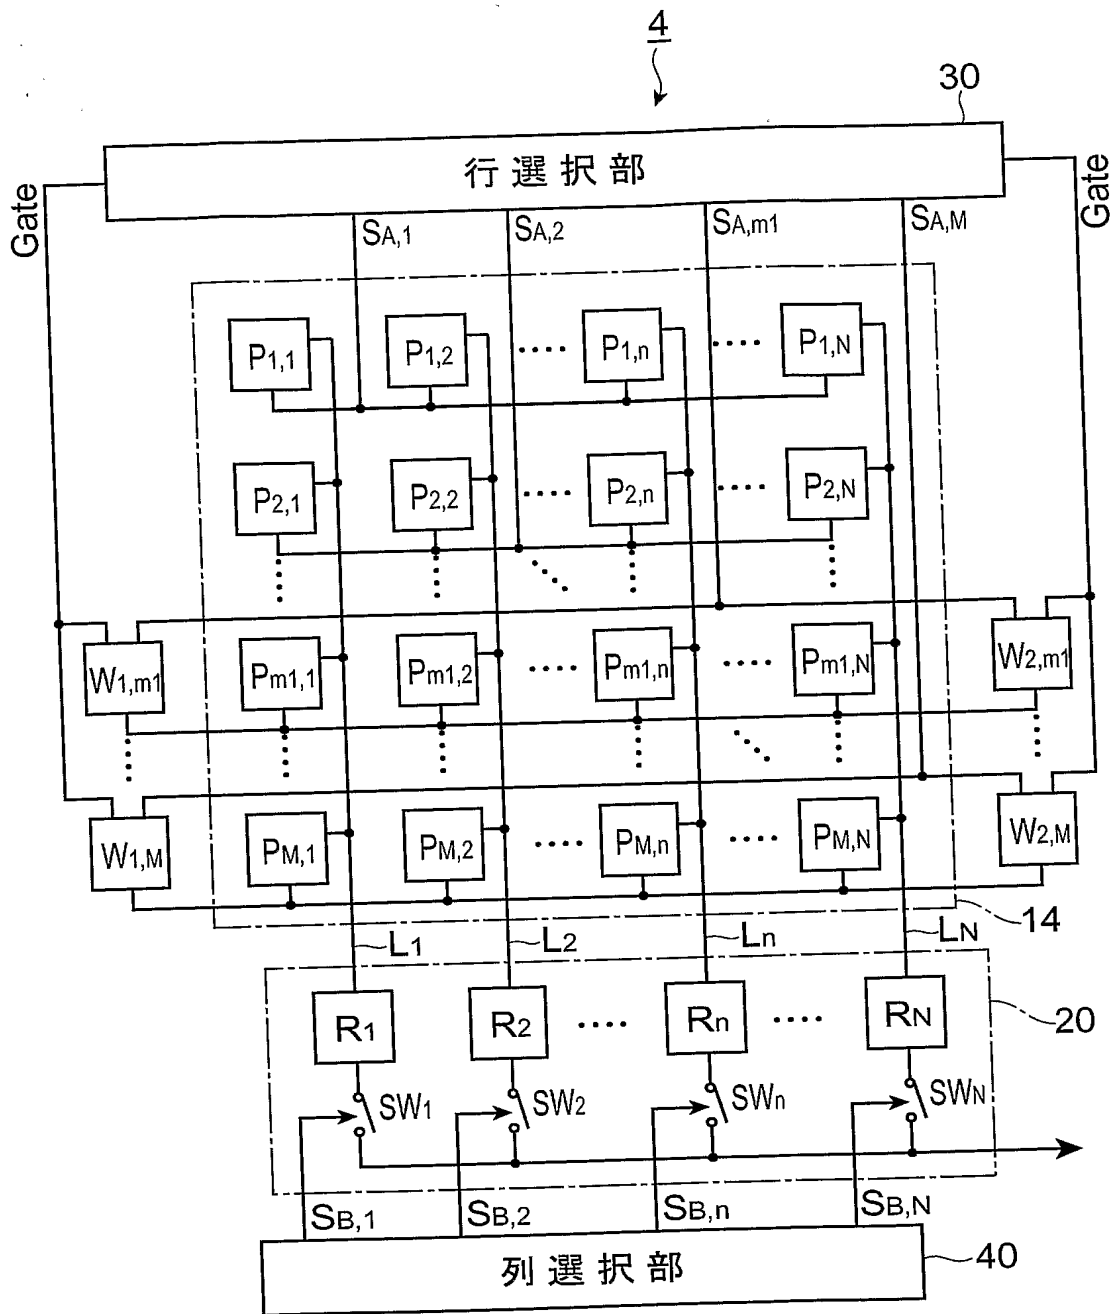 4
30
行選択部
Gate
Gate
SA,1
SA,2
SA,m1
SA,M
P1,1
P1,2
....
P1,n
....
P1,N
P2,1
P2,2
....
P2,n
....
P2,N
W1,m1
Pm1,1
Pm1,2
....
Pm1,n
....
Pm1,N
W2,m1
W1,M
PM,1
PM,2
....
PM,n
....
PM,N
W2,M
14
L1
L2
Ln
LN
R1
R2
....
Rn
....
RN
20
SW1
SW2
SWn
SWN
SB,1
SB,2
SB,n
SB,N
列選択部
40